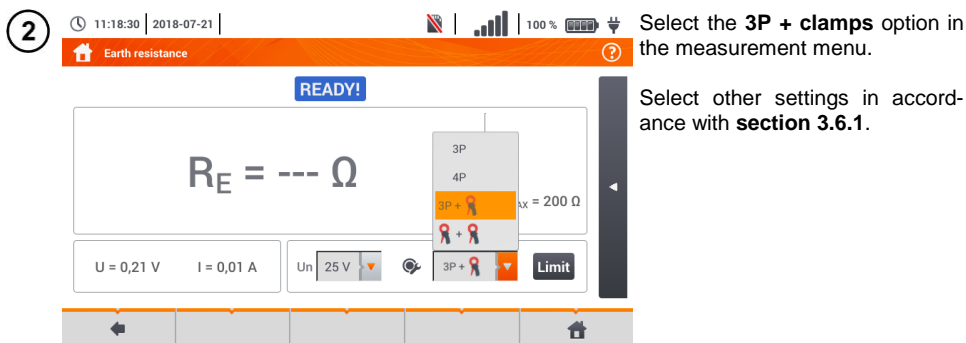 2
11:18:30 2018-07-21
100 %
Earth resistance
?
READY!
RE = --- Ω
3P
4P
3P +
+
AX = 200 Ω
U = 0,21 V I = 0,01 A
Un 25 V
3P +
Limit
Select the 3P + clamps option in
the measurement menu.
Select other settings in accord-
ance with section 3.6.1.